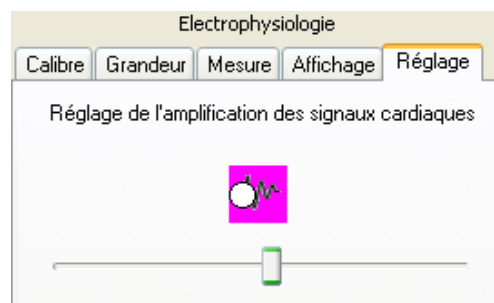 Electrophysiologie
Calibre Grandeur Mesure Affichage Réglage
Réglage de l'amplification des signaux cardiaques